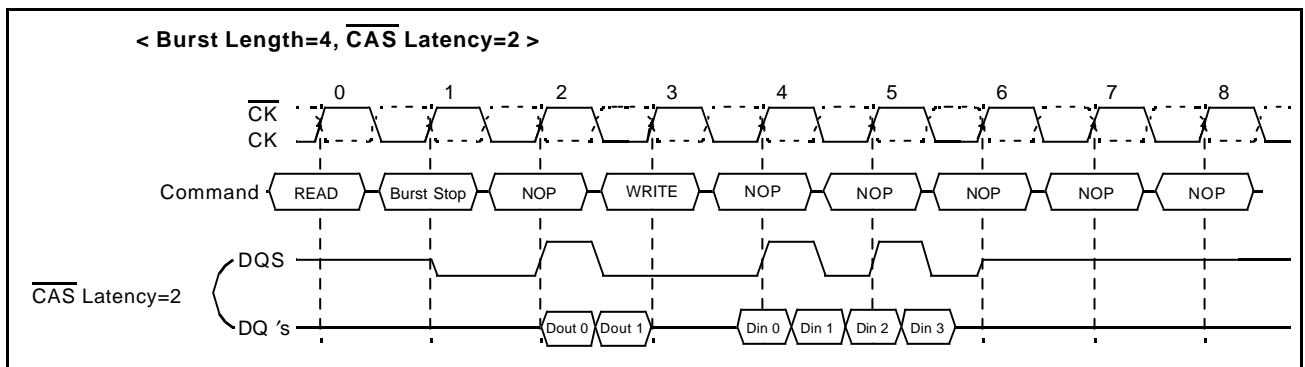 < Burst Length=4, CAS Latency=2 >
0 1 2 3 4 5 6 7 8
CK
CK
Command READ Burst Stop NOP WRITE NOP NOP NOP NOP NOP
DQS
CAS Latency=2
DQ ′s Dout 0 Dout 1 Din 0 Din 1 Din 2 Din 3